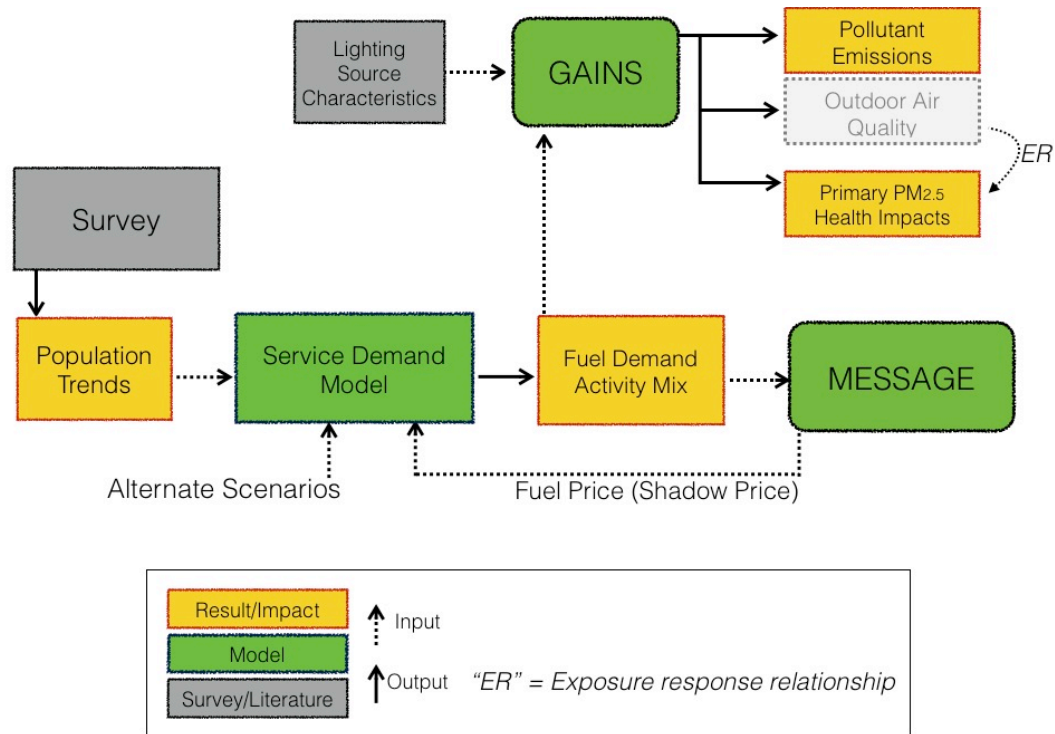 Lighting
Source
Characteristics
GAINS
Pollutant
Emissions
Outdoor Air
Quality
ER
Primary PM2.5
Health Impacts
Survey
Population
Trends
Service Demand
Model
Fuel Demand
Activity Mix
MESSAGE
Alternate Scenarios
Fuel Price (Shadow Price)
Result/Impact
Model
Survey/Literature
Input
Output
“ER” = Exposure response relationship